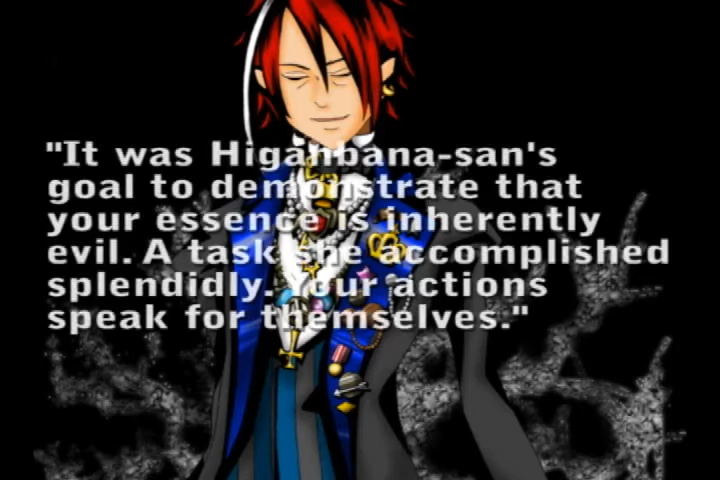 "It was Higanbana-san's
goal to demonstrate that
your essence is inherently
evil. A task she accomplished
splendidly. Your actions
speak for themselves."